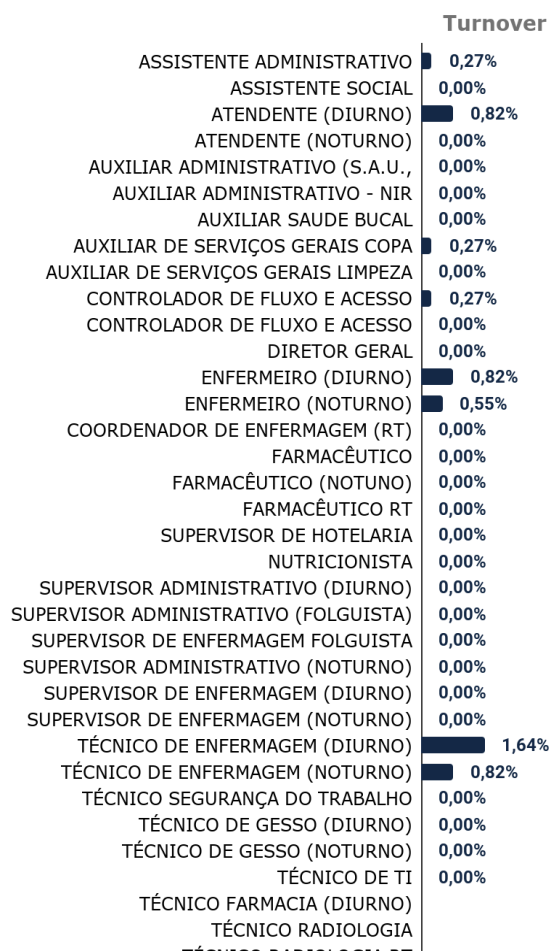 Turnover
ASSISTENTE ADMINISTRATIVO 0,27%
ASSISTENTE SOCIAL 0,00%
ATENDENTE (DIURNO) 0,82%
ATENDENTE (NOTURNO) 0,00%
AUXILIAR ADMINISTRATIVO (S.A.U., 0,00%
AUXILIAR ADMINISTRATIVO - NIR 0,00%
AUXILIAR SAUDE BUCAL 0,00%
AUXILIAR DE SERVIÇOS GERAIS COPA 0,27%
AUXILIAR DE SERVIÇOS GERAIS LIMPEZA 0,00%
CONTROLADOR DE FLUXO E ACESSO 0,27%
CONTROLADOR DE FLUXO E ACESSO 0,00%
DIRETOR GERAL 0,00%
ENFERMEIRO (DIURNO) 0,82%
ENFERMEIRO (NOTURNO) 0,55%
COORDENADOR DE ENFERMAGEM (RT) 0,00%
FARMACÊUTICO 0,00%
FARMACÊUTICO (NOTUNO) 0,00%
FARMACÊUTICO RT 0,00%
SUPERVISOR DE HOTELARIA 0,00%
NUTRICIONISTA 0,00%
SUPERVISOR ADMINISTRATIVO (DIURNO) 0,00%
SUPERVISOR ADMINISTRATIVO (FOLGUISTA) 0,00%
SUPERVISOR DE ENFERMAGEM FOLGUISTA 0,00%
SUPERVISOR ADMINISTRATIVO (NOTURNO) 0,00%
SUPERVISOR DE ENFERMAGEM (DIURNO) 0,00%
SUPERVISOR DE ENFERMAGEM (NOTURNO) 0,00%
TÉCNICO DE ENFERMAGEM (DIURNO) 1,64%
TÉCNICO DE ENFERMAGEM (NOTURNO) 0,82%
TÉCNICO SEGURANÇA DO TRABALHO 0,00%
TÉCNICO DE GESSO (DIURNO) 0,00%
TÉCNICO DE GESSO (NOTURNO) 0,00%
TÉCNICO DE TI 0,00%
TÉCNICO FARMACIA (DIURNO)
TÉCNICO RADIOLOGIA